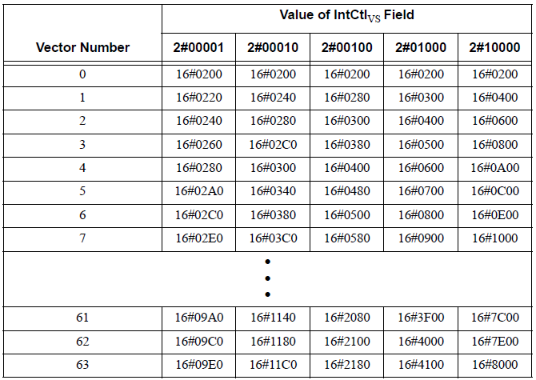 Value of IntCtlVS Field
Vector Number 2#00001 2#00010 2#00100 2#01000 2#10000
0 16#0200 16#0200 16#0200 16#0200 16#0200
1 16#0220 16#0240 16#0280 16#0300 16#0400
2 16#0240 16#0280 16#0300 16#0400 16#0600
3 16#0260 16#02C0 16#0380 16#0500 16#0800
4 16#0280 16#0300 16#0400 16#0600 16#0A00
5 16#02A0 16#0340 16#0480 16#0700 16#0C00
6 16#02C0 16#0380 16#0500 16#0800 16#0E00
7 16#02E0 16#03C0 16#0580 16#0900 16#1000
•
•
•
61 16#09A0 16#1140 16#2080 16#3F00 16#7C00
62 16#09C0 16#1180 16#2100 16#4000 16#7E00
63 16#09E0 16#11C0 16#2180 16#4100 16#8000